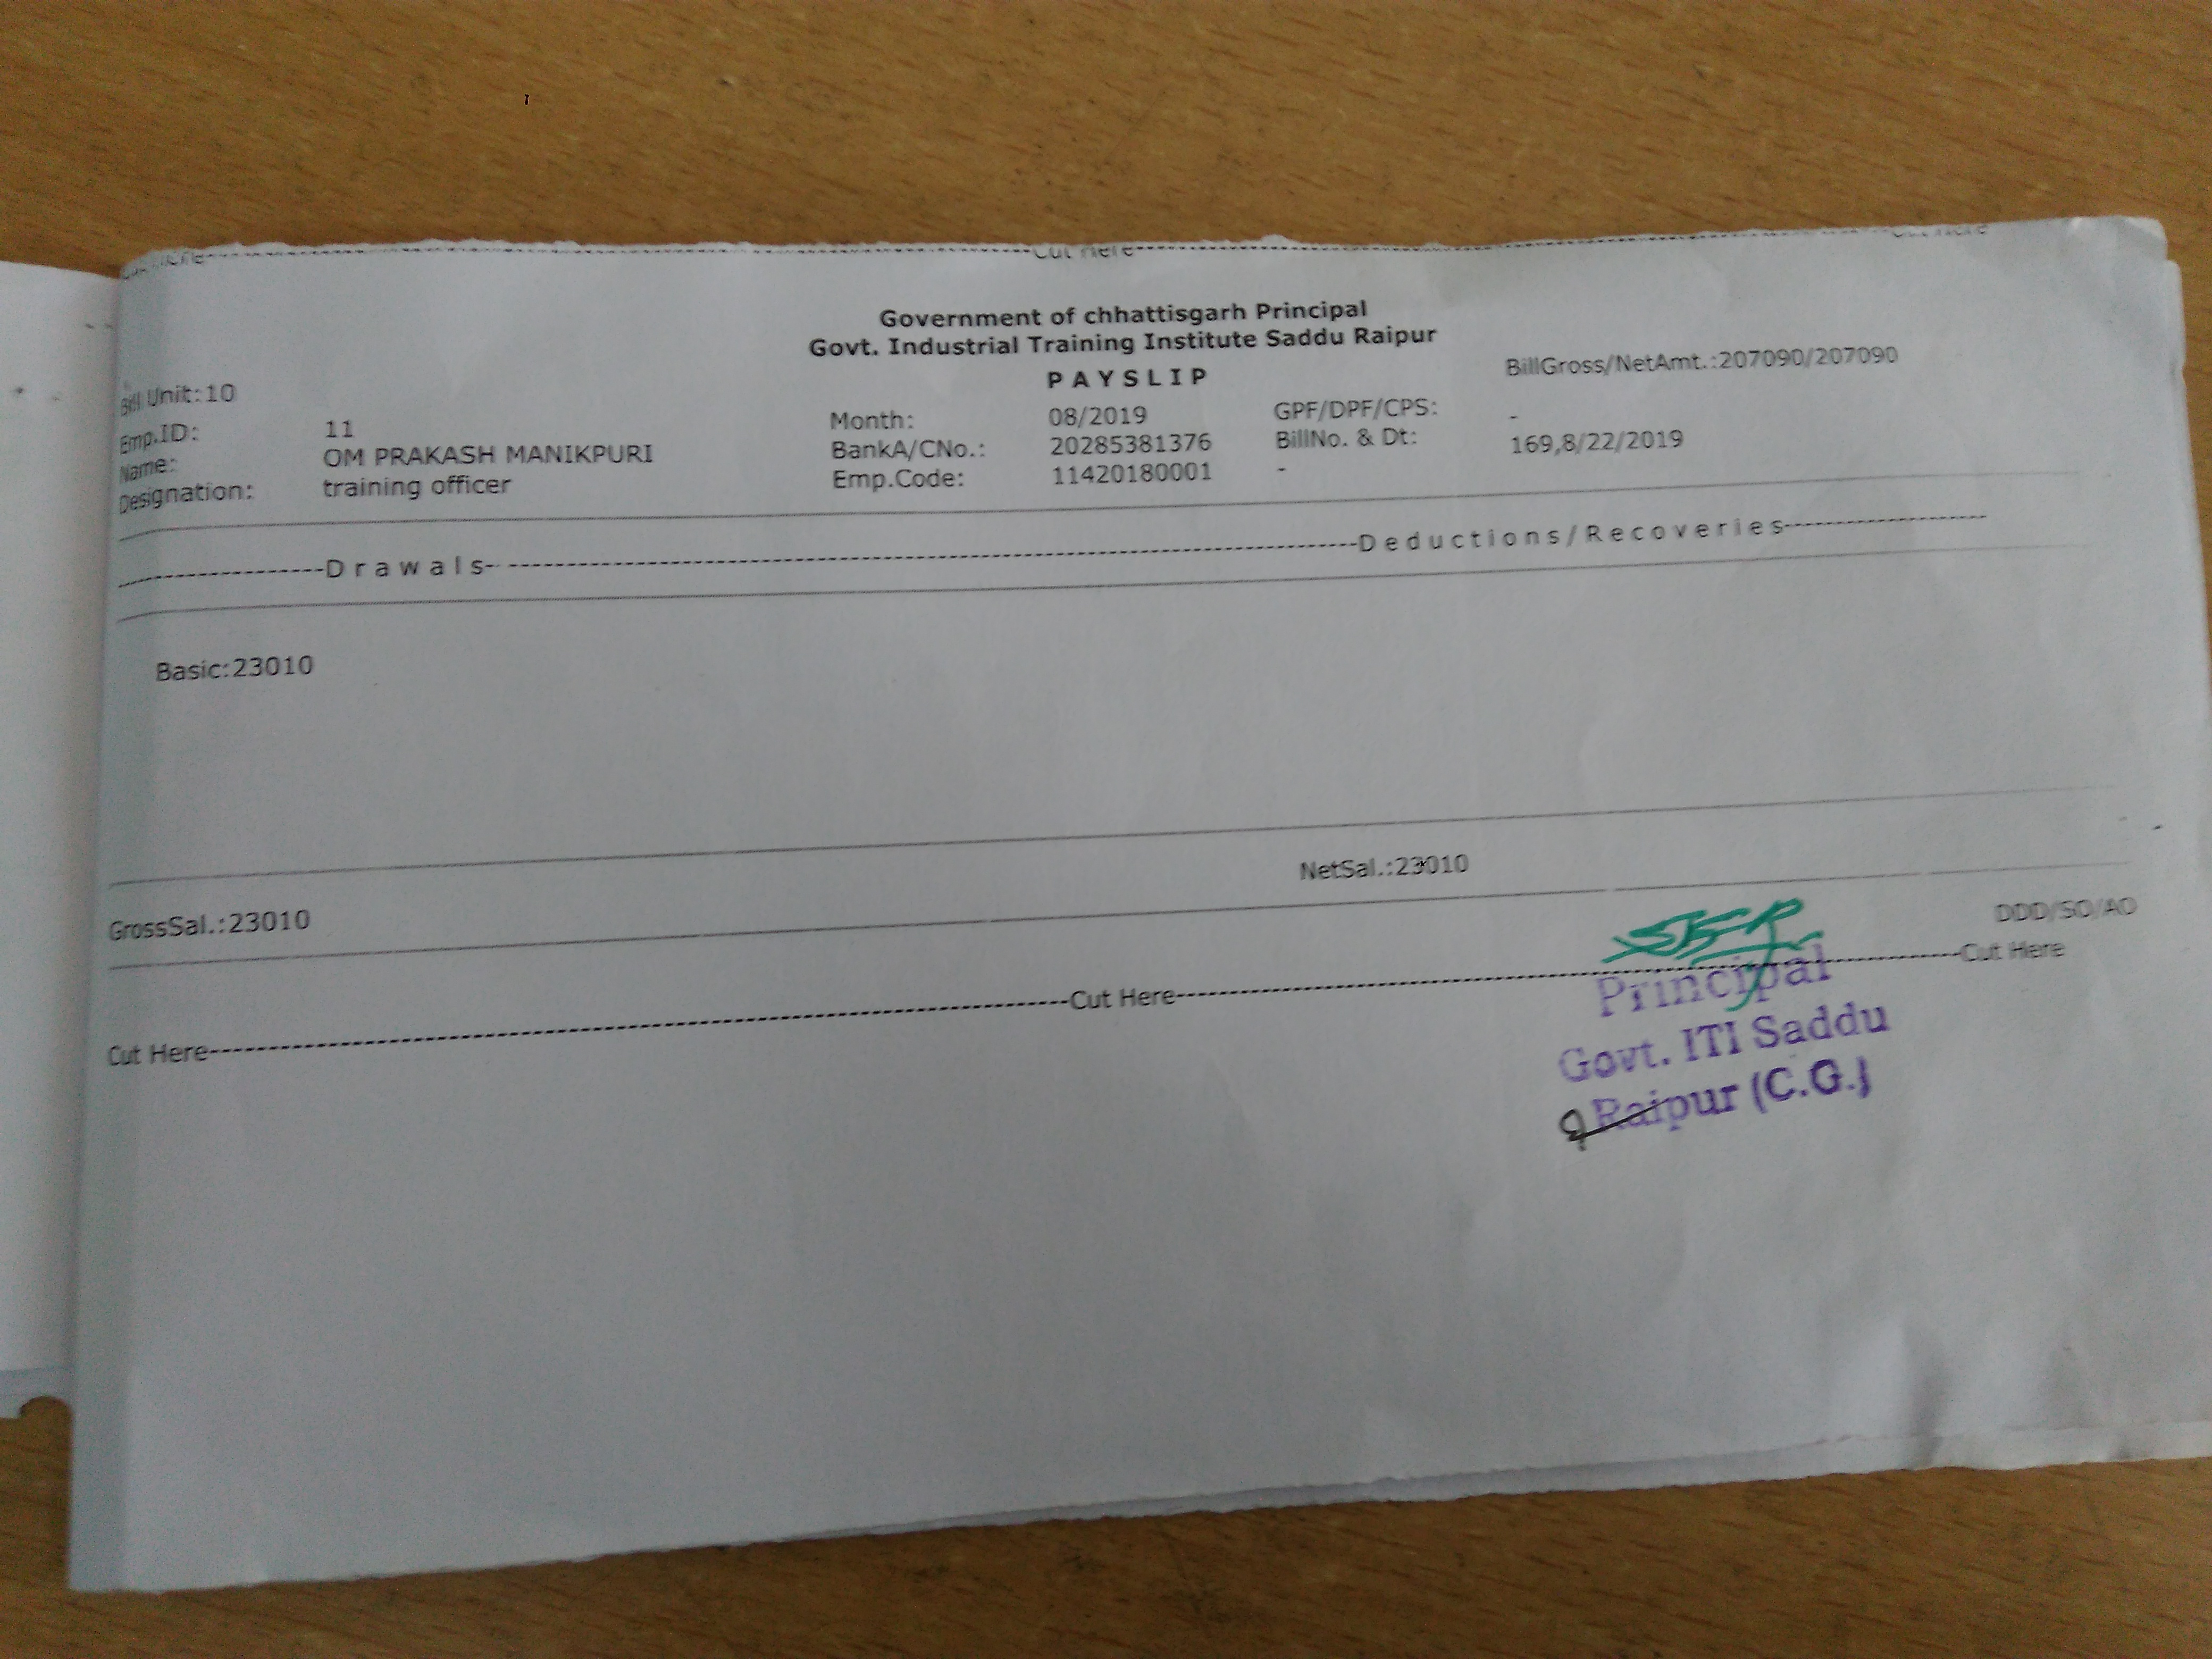 Cut Here
Government of chhattisgarh Principal
Govt. Industrial Training Institute Saddu Raipur
PAYSLIP
BillGross/NetAmt.:207090/207090
Bill Unit:10
Emp.ID: 11 Month: 08/2019 GPF/DPF/CPS: -
Name: OM PRAKASH MANIKPURI BankA/CNo.: 20285381376 BillNo. & Dt: 169,8/22/2019
Designation: training officer Emp.Code: 11420180001 -
------------------Drawals------------------Deductions/Recoveries------------------
Basic:23010
GrossSal.:23010 NetSal.:23010
DDD/SO/AO
Cut Here------------------Cut Here------------------Cut Here
Principal
Govt. ITI Saddu
Raipur (C.G.)